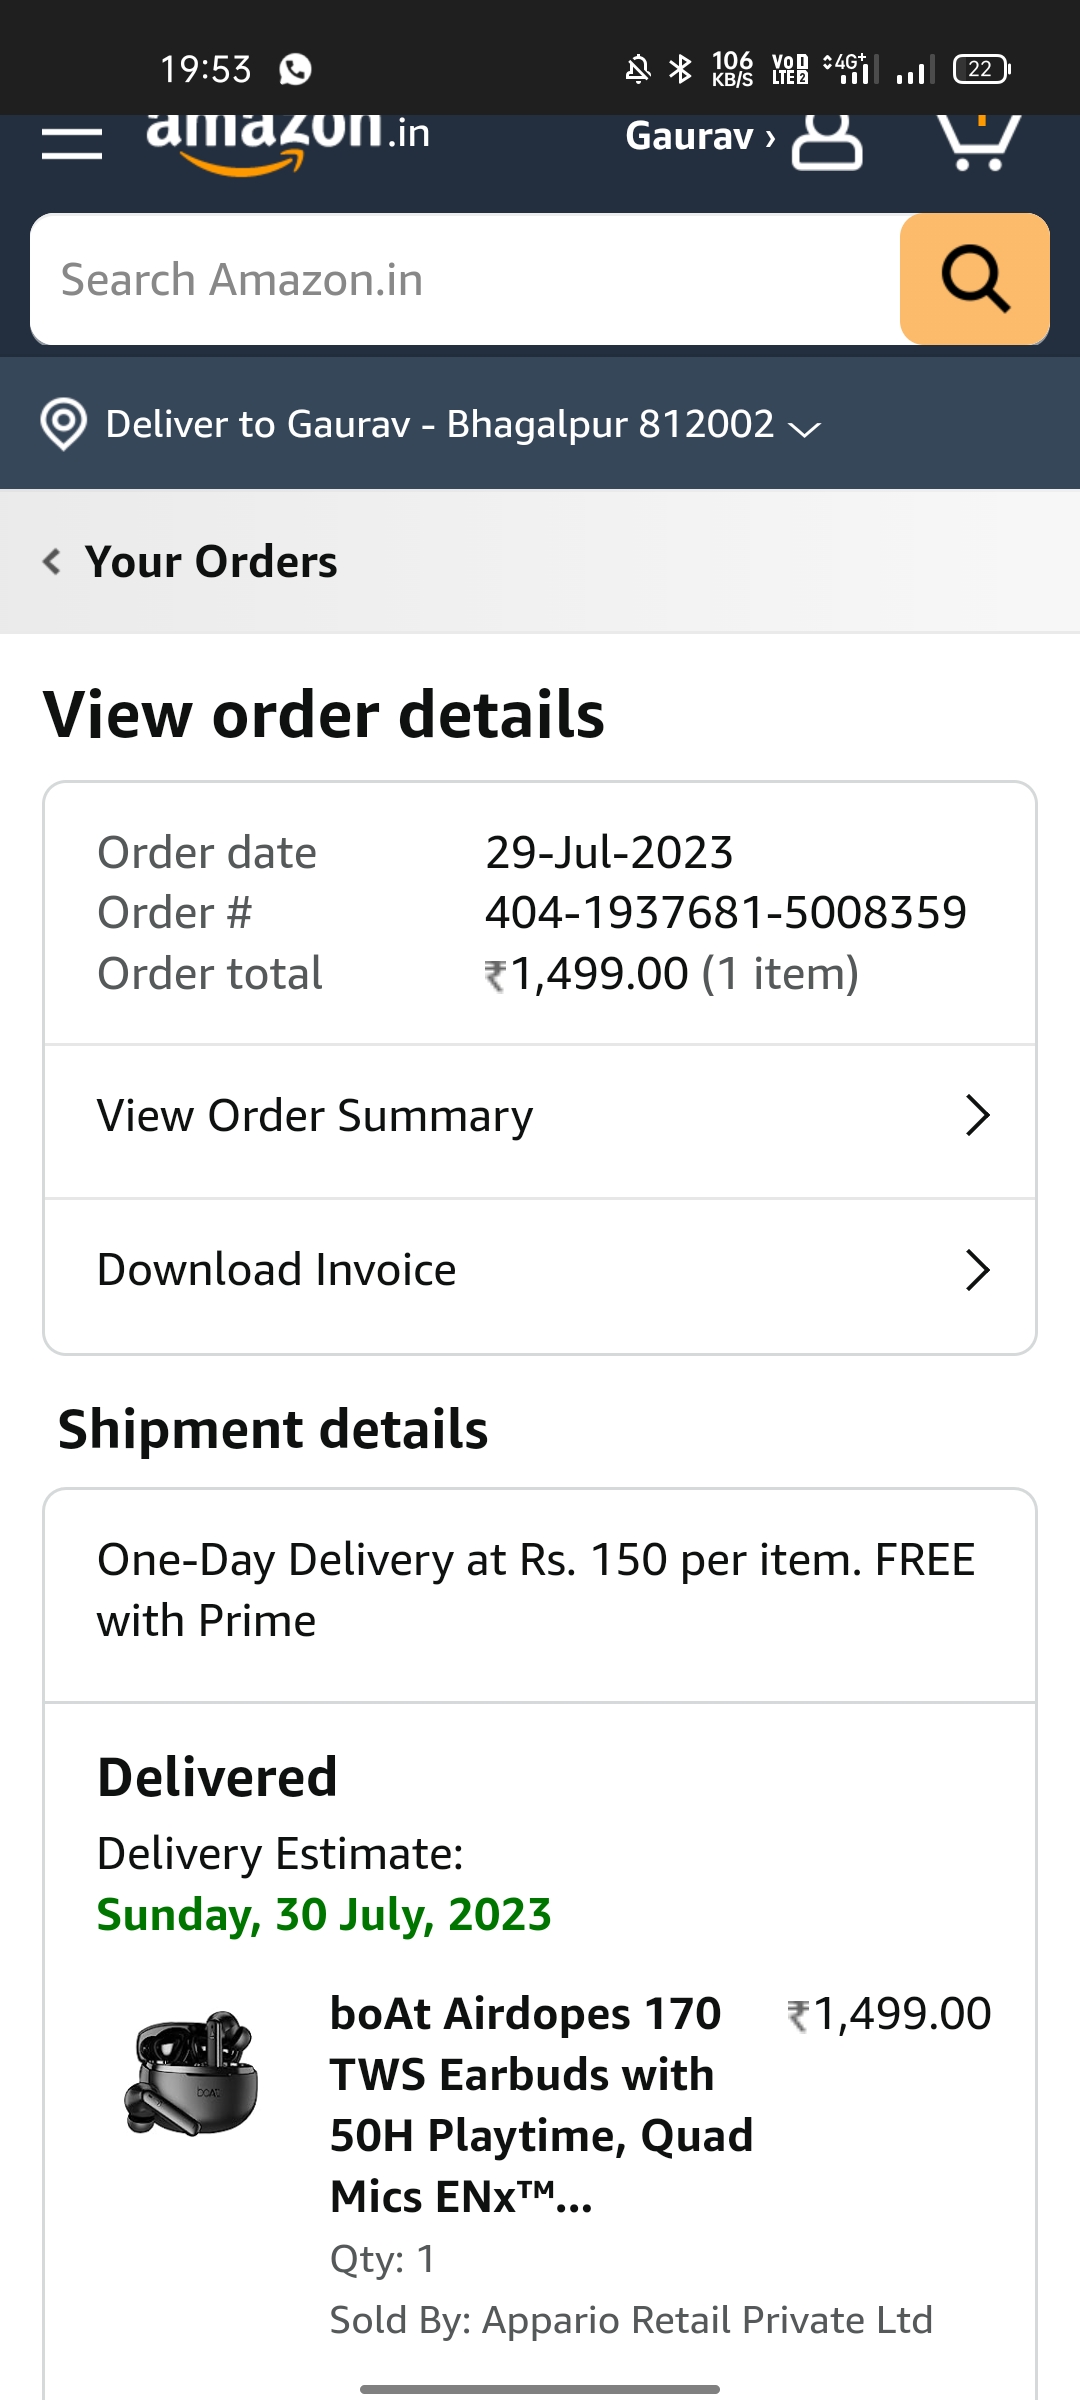 19:53 106 KB/S VoD LTE 2 4G+ 22
amazon.in Gaurav ›
Search Amazon.in
Deliver to Gaurav - Bhagalpur 812002
Your Orders
View order details
Order date 29-Jul-2023
Order # 404-1937681-5008359
Order total ₹1,499.00 (1 item)
View Order Summary
Download Invoice
Shipment details
One-Day Delivery at Rs. 150 per item. FREE
with Prime
Delivered
Delivery Estimate:
Sunday, 30 July, 2023
boAt Airdopes 170 ₹1,499.00
TWS Earbuds with
50H Playtime, Quad
Mics ENx™...
Qty: 1
Sold By: Appario Retail Private Ltd